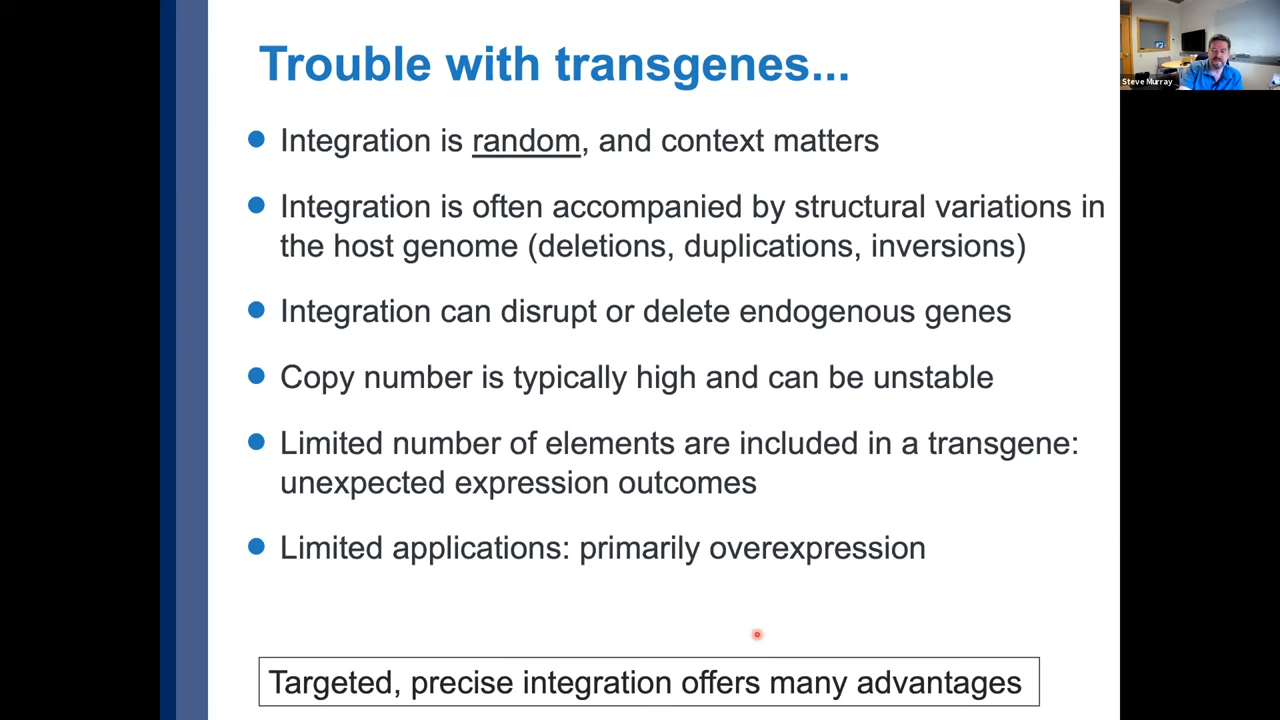 Trouble with transgenes...
Integration is random, and context matters
Integration is often accompanied by structural variations in
the host genome (deletions, duplications, inversions)
Integration can disrupt or delete endogenous genes
Copy number is typically high and can be unstable
Limited number of elements are included in a transgene:
unexpected expression outcomes
Limited applications: primarily overexpression
Targeted, precise integration offers many advantages
Steve Murray